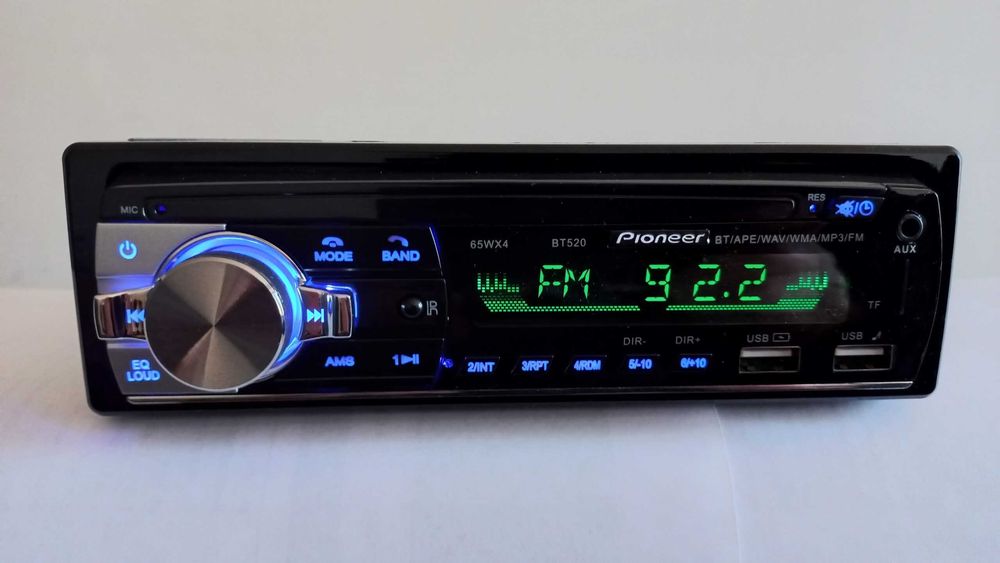 MIC
RES
MODE
BAND
65WX4 BT520 Pioneer BT/APE/WAV/WMA/MP3/FM
AUX
FM 92.2
IR
TF
EQ
LOUD
AMS
1
2/INT
3/RPT
4/RDM
DIR-
5/-10
DIR+
6/+10
USB
USB